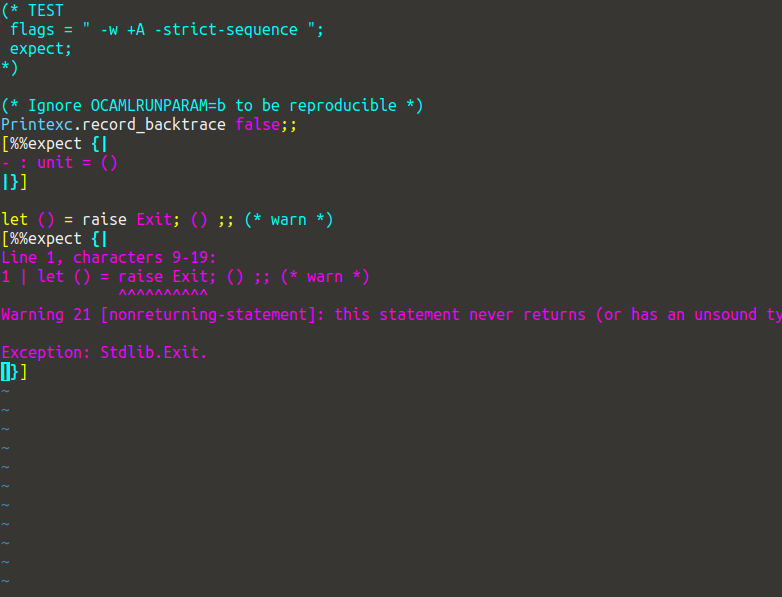 (* TEST
 flags = " -w +A -strict-sequence ";
 expect;
*)

(* Ignore OCAMLRUNPARAM=b to be reproducible *)
Printexc.record_backtrace false;;
[%%expect {|
- : unit = ()
|}]

let () = raise Exit; () ;; (* warn *)
[%%expect {|
Line 1, characters 9-19:
1 | let () = raise Exit; () ;; (* warn *)
             ^^^^^^^^^^
Warning 21 [nonreturning-statement]: this statement never returns (or has an unsound ty

Exception: Stdlib.Exit.
|}]
~
~
~
~
~
~
~
~
~
~
~